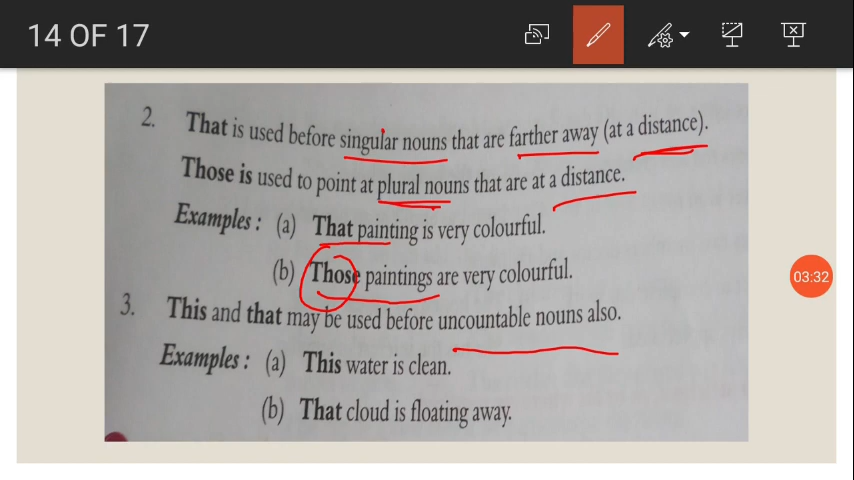 14 OF 17
2. That is used before singular nouns that are farther away (at a distance).
Those is used to point at plural nouns that are at a distance.
Examples : (a) That painting is very colourful.
(b) Those paintings are very colourful.
03:32
3. This and that may be used before uncountable nouns also.
Examples : (a) This water is clean.
(b) That cloud is floating away.